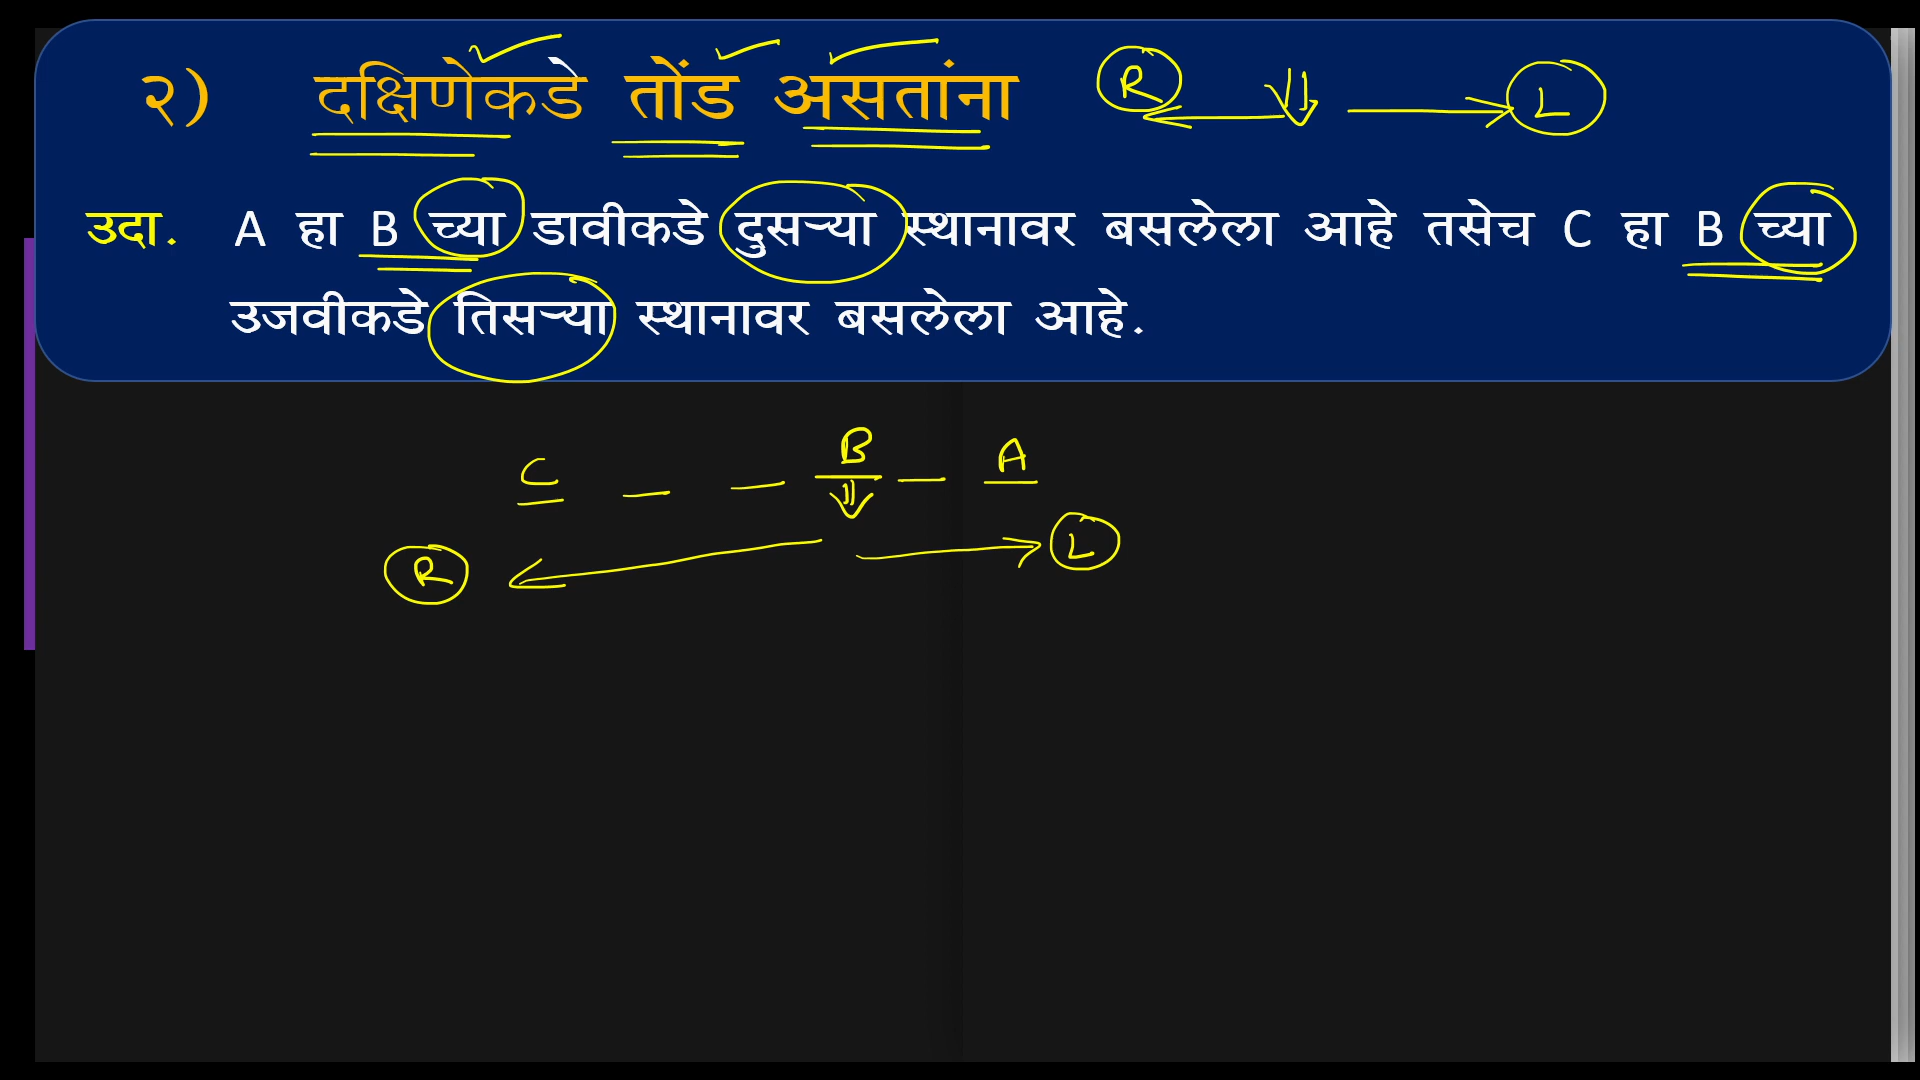 २) दक्षिणेकडे तोंड असतांना R L
उदा. A हा B च्या डावीकडे दुसऱ्या स्थानावर बसलेला आहे तसेच C हा B च्या
उजवीकडे तिसऱ्या स्थानावर बसलेला आहे.
C B A
R L